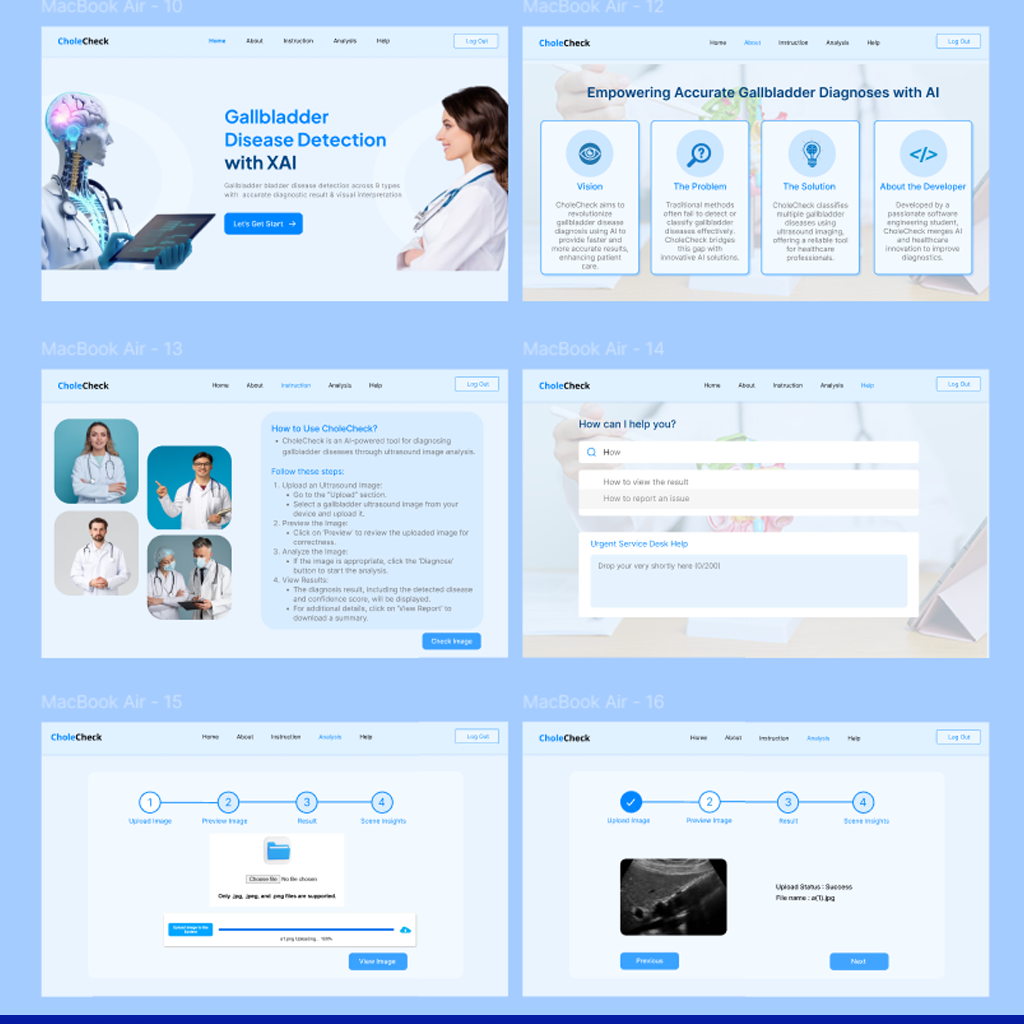 MacBook Air - 10
CholeCheck
Home About Instruction Analysis Help
Log Out
Gallbladder
Disease Detection
with XAI
Gallbladder bladder disease detection across 9 types
with accurate diagnostic result & visual interpretation
Let's Get Start →
MacBook Air - 12
CholeCheck
Home About Instruction Analysis Help
Log Out
Empowering Accurate Gallbladder Diagnoses with AI
Vision
CholeCheck aims to
revolutionize
gallbladder disease
diagnosis using AI to
provide faster and
more accurate results,
enhancing patient
care.
The Problem
Traditional methods
often fail to detect or
classify gallbladder
diseases effectively.
CholeCheck bridges
this gap with
innovative AI solutions.
The Solution
CholeCheck classifies
multiple gallbladder
diseases using
ultrasound imaging,
offering a reliable tool
for healthcare
professionals.
</>
About the Developer
Developed by a
passionate software
engineering student,
CholeCheck merges AI
and healthcare
innovation to improve
diagnostics.
MacBook Air - 13
CholeCheck
Home About Instruction Analysis Help
Log Out
How to Use CholeCheck?
• CholeCheck is an AI-powered tool for diagnosing
gallbladder diseases through ultrasound image analysis.
Follow these steps:
1. Upload an Ultrasound Image:
• Go to the "Upload" section.
• Select a gallbladder ultrasound image from your
device and upload it.
2. Preview the Image:
• Click on 'Preview' to review the uploaded image for
correctness.
3. Analyze the Image:
• If the image is appropriate, click the 'Diagnose'
button to start the analysis.
4. View Results:
• The diagnosis result, including the detected disease
and confidence score, will be displayed.
• For additional details, click on 'View Report' to
download a summary.
Check Image
MacBook Air - 14
CholeCheck
Home About Instruction Analysis Help
Log Out
How can I help you?
How
How to view the result
How to report an issue
Urgent Service Desk Help
Drop your very shortly here (0/200)
MacBook Air - 15
CholeCheck
Home About Instruction Analysis Help
Log Out
1 2 3 4
Upload Image Preview Image Result Scene Insights
Choose file No file chosen
Only .jpg, .jpeg, and .png files are supported.
Upload image to this
a1.png Uploading... 100%
View Image
MacBook Air - 16
CholeCheck
Home About Instruction Analysis Help
Log Out
2 3 4
Upload Image Preview Image Result Scene Insights
Upload Status : Success
File name : a(1).jpg
Previous
Next